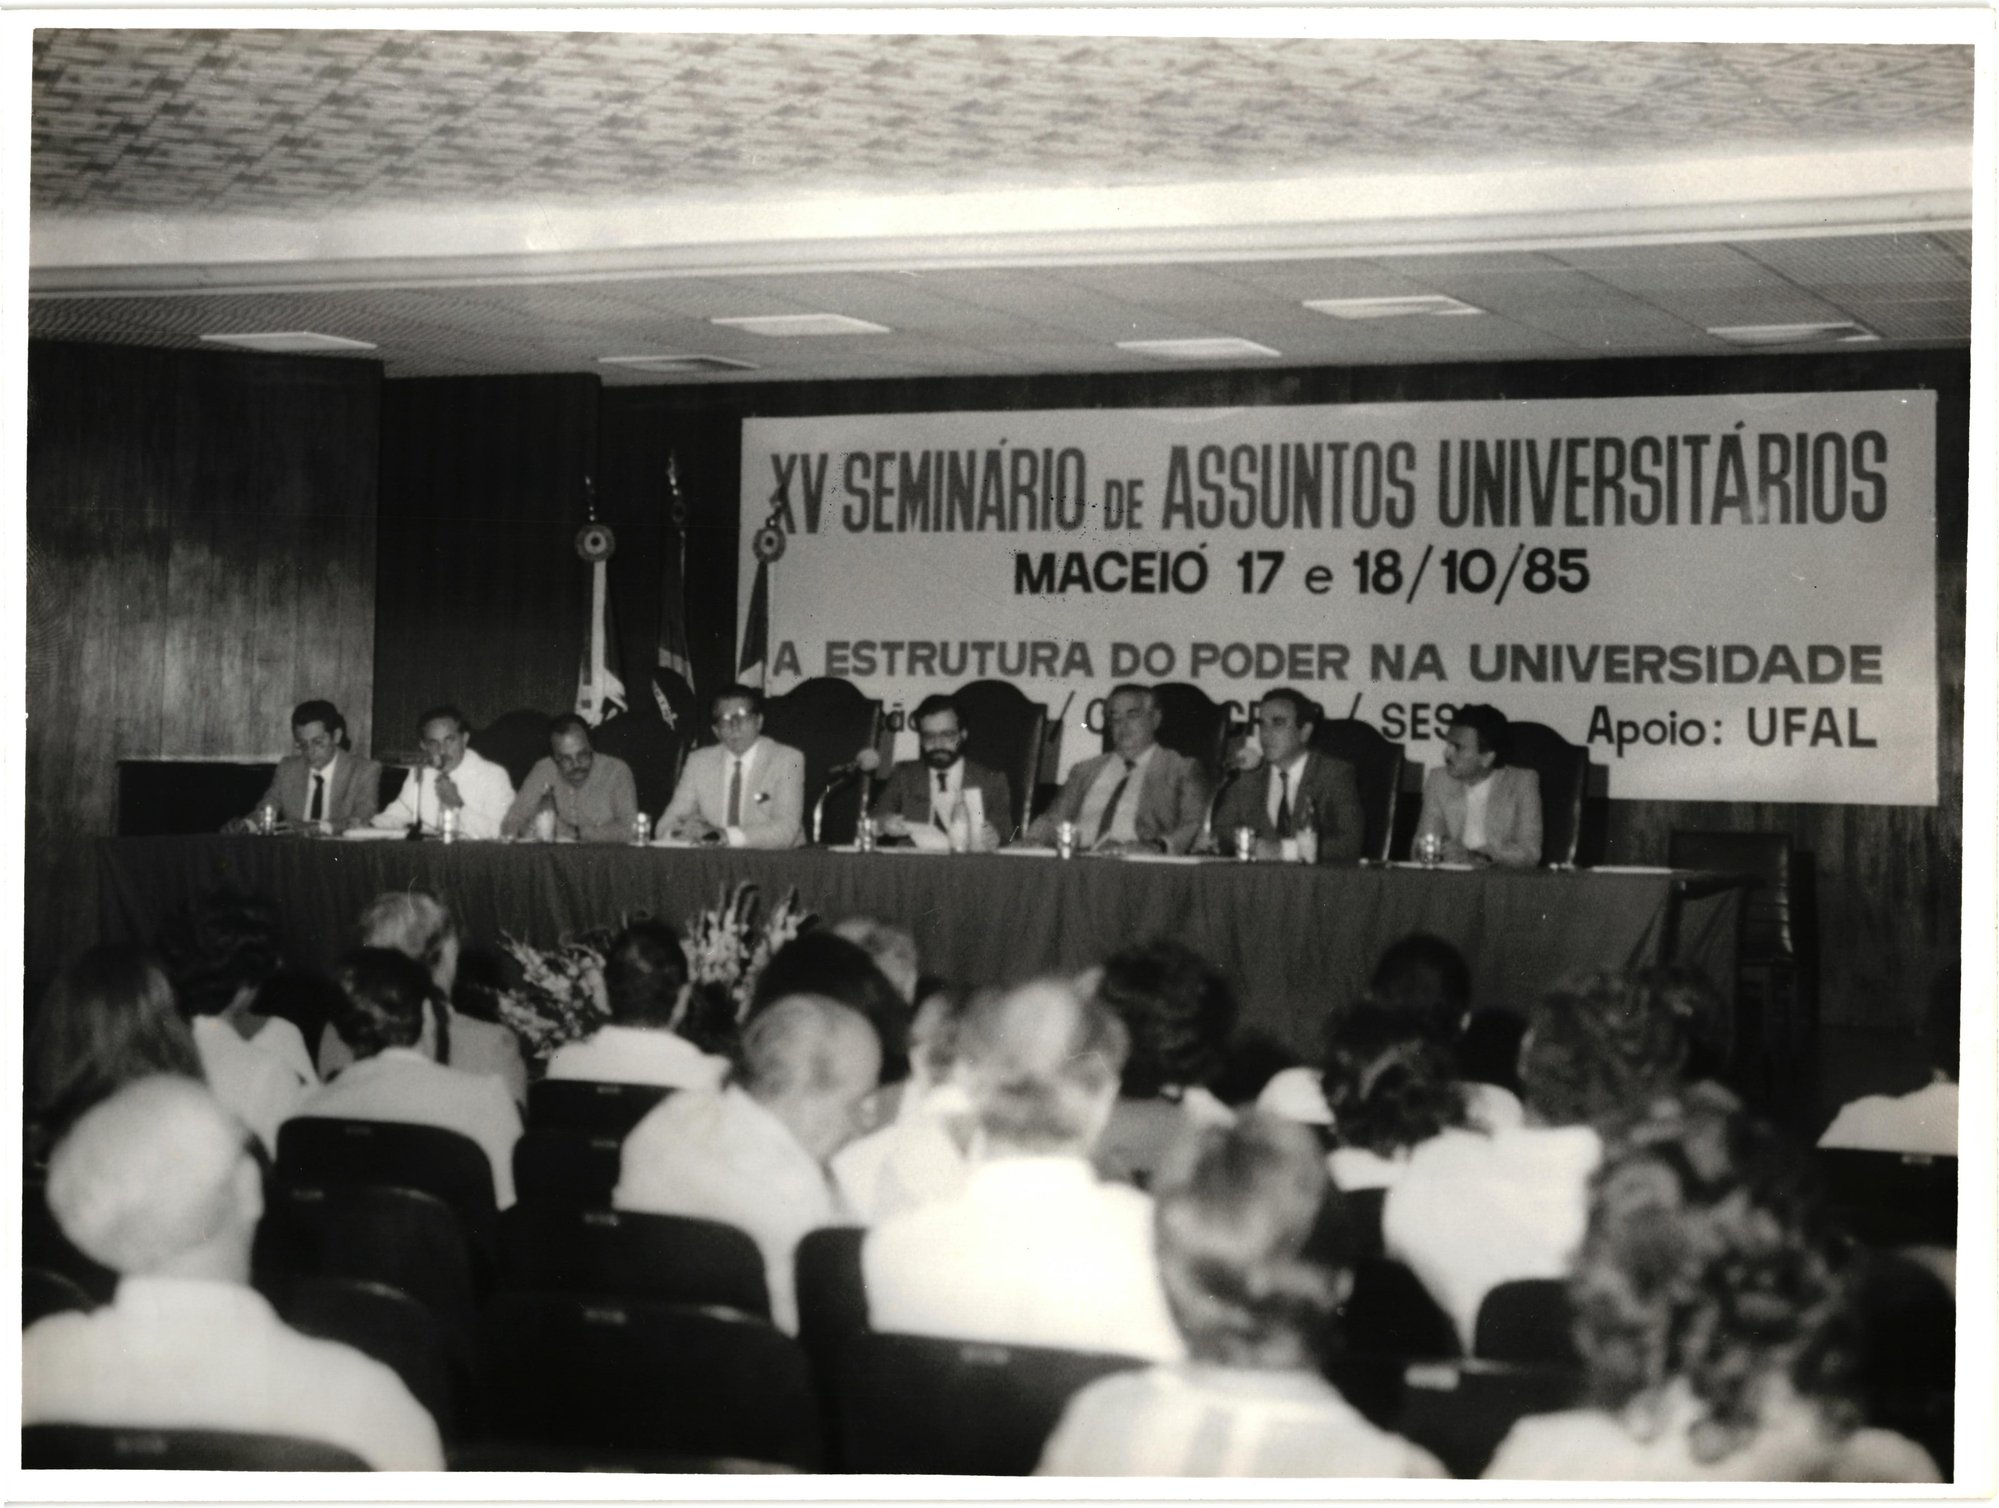 XV SEMINÁRIO DE ASSUNTOS UNIVERSITÁRIOS
MACEIÓ 17 e 18/10/85
A ESTRUTURA DO PODER NA UNIVERSIDADE
/ / Apoio: UFAL